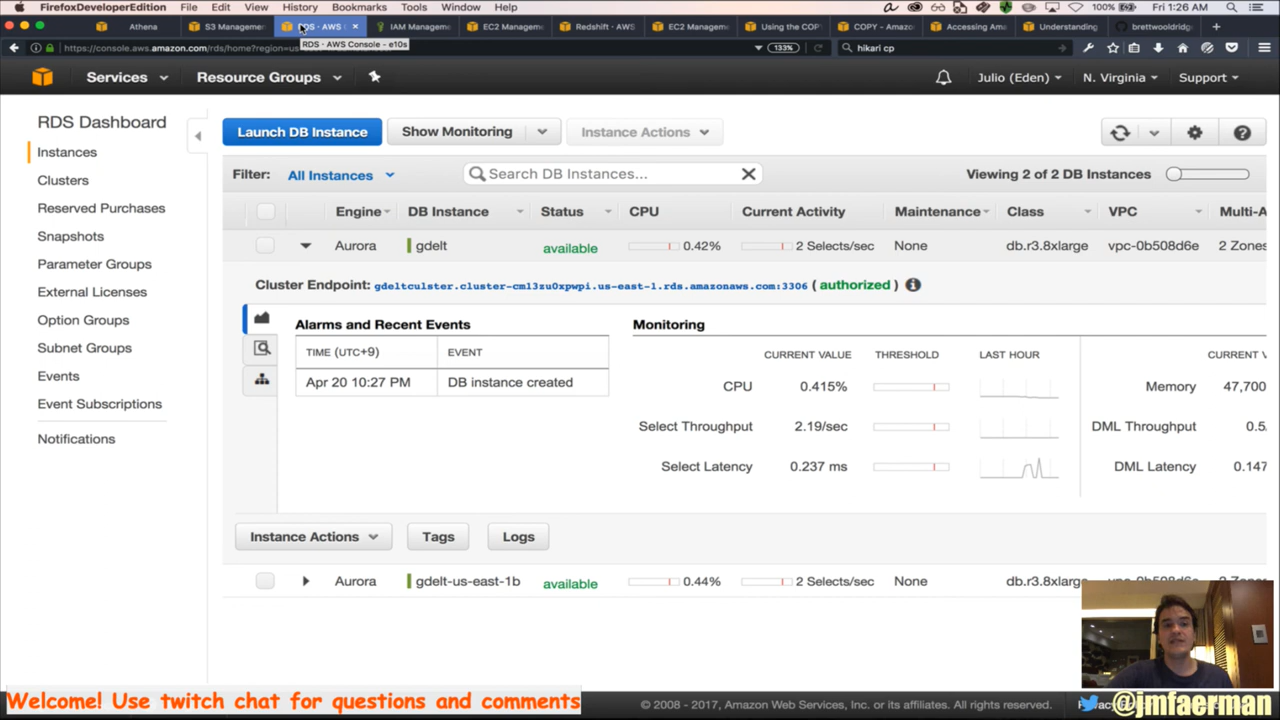 FirefoxDeveloperEdition File Edit View History Bookmarks Tools Window Help 100% Fri 1:26 AM
Athena S3 Managemen RDS - AWS IAM Managem EC2 Managem Redshift - AWS EC2 Managem Using the COP COPY — Amazo Accessing Ama Understanding brettwooldridg
https://console.aws.amazon.com/rds/home?region=us 133% hikari cp
RDS · AWS Console - e10s
Services Resource Groups Julio (Eden) N. Virginia Support
RDS Dashboard
Instances
Clusters
Reserved Purchases
Snapshots
Parameter Groups
External Licenses
Option Groups
Subnet Groups
Events
Event Subscriptions
Notifications
Launch DB Instance Show Monitoring Instance Actions
Filter: All Instances Search DB Instances... Viewing 2 of 2 DB Instances
Engine DB Instance Status CPU Current Activity Maintenance Class VPC Multi-A
Aurora gdelt available 0.42% 2 Selects/sec None db.r3.8xlarge vpc-0b508d6e 2 Zones
Cluster Endpoint: gdeltculster.cluster-cm13zu0xpwpi.us-east-1.rds.amazonaws.com:3306 ( authorized )
Alarms and Recent Events
TIME (UTC+9) EVENT
Apr 20 10:27 PM DB instance created
Monitoring
CURRENT VALUE THRESHOLD LAST HOUR CURRENT V
CPU 0.415% Memory 47,700
Select Throughput 2.19/sec DML Throughput 0.5
Select Latency 0.237 ms DML Latency 0.147
Instance Actions Tags Logs
Aurora gdelt-us-east-1b available 0.44% 2 Selects/sec None db.r3.8xlarge vpc-0b508d6e 2 Zones
Welcome! Use twitch chat for questions and comments
© 2008 - 2017, Amazon Web Services, Inc. or its affiliates. All rights reserved.
@jmfaerman